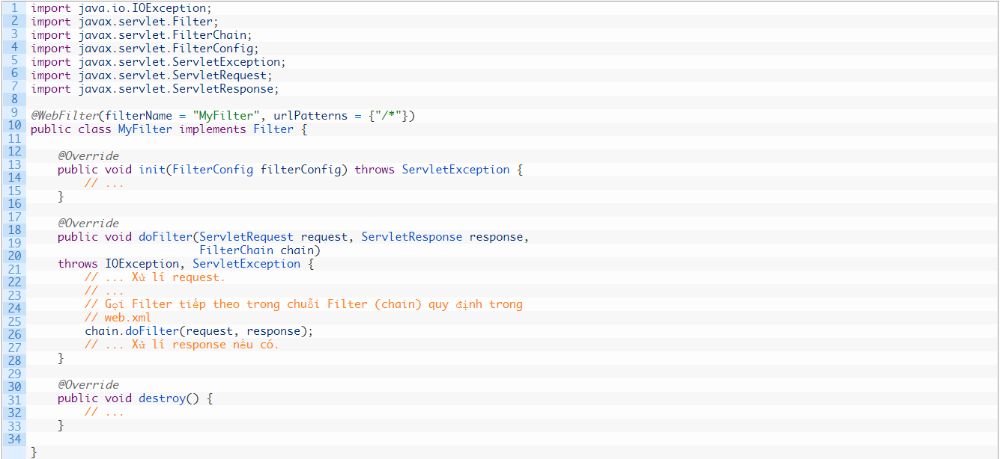 1 import java.io.IOException;
2 import javax.servlet.Filter;
3 import javax.servlet.FilterChain;
4 import javax.servlet.FilterConfig;
5 import javax.servlet.ServletException;
6 import javax.servlet.ServletRequest;
7 import javax.servlet.ServletResponse;
8
9 @WebFilter(filterName = "MyFilter", urlPatterns = {"/*"})
10 public class MyFilter implements Filter {
11
12     @Override
13     public void init(FilterConfig filterConfig) throws ServletException {
14         // ...
15     }
16
17     @Override
18     public void doFilter(ServletRequest request, ServletResponse response,
19                          FilterChain chain)
20     throws IOException, ServletException {
21         // ... Xử lí request.
22         // ...
23         // Gọi Filter tiếp theo trong chuỗi Filter (chain) quy định trong
24         // web.xml
25         chain.doFilter(request, response);
26         // ... Xử lí response nếu có.
27     }
28
29     @Override
30     public void destroy() {
31         // ...
32     }
33
34 }